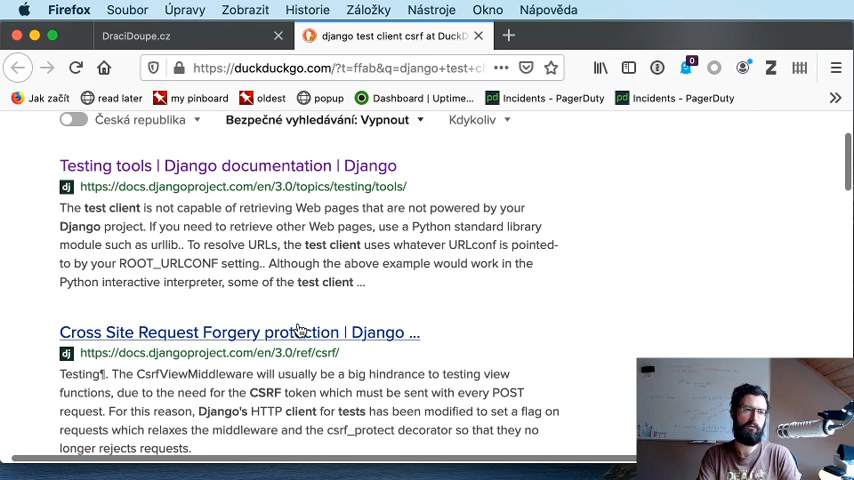 Firefox Soubor Úpravy Zobrazit Historie Záložky Nástroje Okno Nápověda
DraciDoupe.cz django test client csrf at DuckD
https://duckduckgo.com/?t=ffab&q=django+test+cl 0
Jak začít read later my pinboard oldest popup Dashboard | Uptime... Incidents - PagerDuty Incidents - PagerDuty
Česká republika Bezpečné vyhledávání: Vypnout Kdykoliv
Testing tools | Django documentation | Django
dj https://docs.djangoproject.com/en/3.0/topics/testing/tools/
The test client is not capable of retrieving Web pages that are not powered by your
Django project. If you need to retrieve other Web pages, use a Python standard library
module such as urllib.. To resolve URLs, the test client uses whatever URLconf is pointed-
to by your ROOT_URLCONF setting.. Although the above example would work in the
Python interactive interpreter, some of the test client ...
Cross Site Request Forgery protection | Django ...
dj https://docs.djangoproject.com/en/3.0/ref/csrf/
Testing¶. The CsrfViewMiddleware will usually be a big hindrance to testing view
functions, due to the need for the CSRF token which must be sent with every POST
request. For this reason, Django's HTTP client for tests has been modified to set a flag on
requests which relaxes the middleware and the csrf_protect decorator so that they no
longer rejects requests.